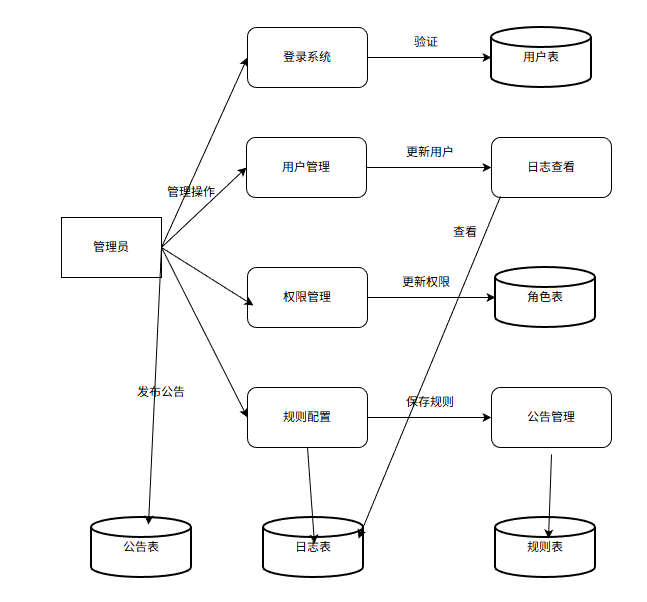 验证
登录系统
用户表
更新用户
用户管理
日志查看
管理操作
查看
管理员
更新权限
权限管理
角色表
发布公告
保存规则
规则配置
公告管理
公告表
日志表
规则表